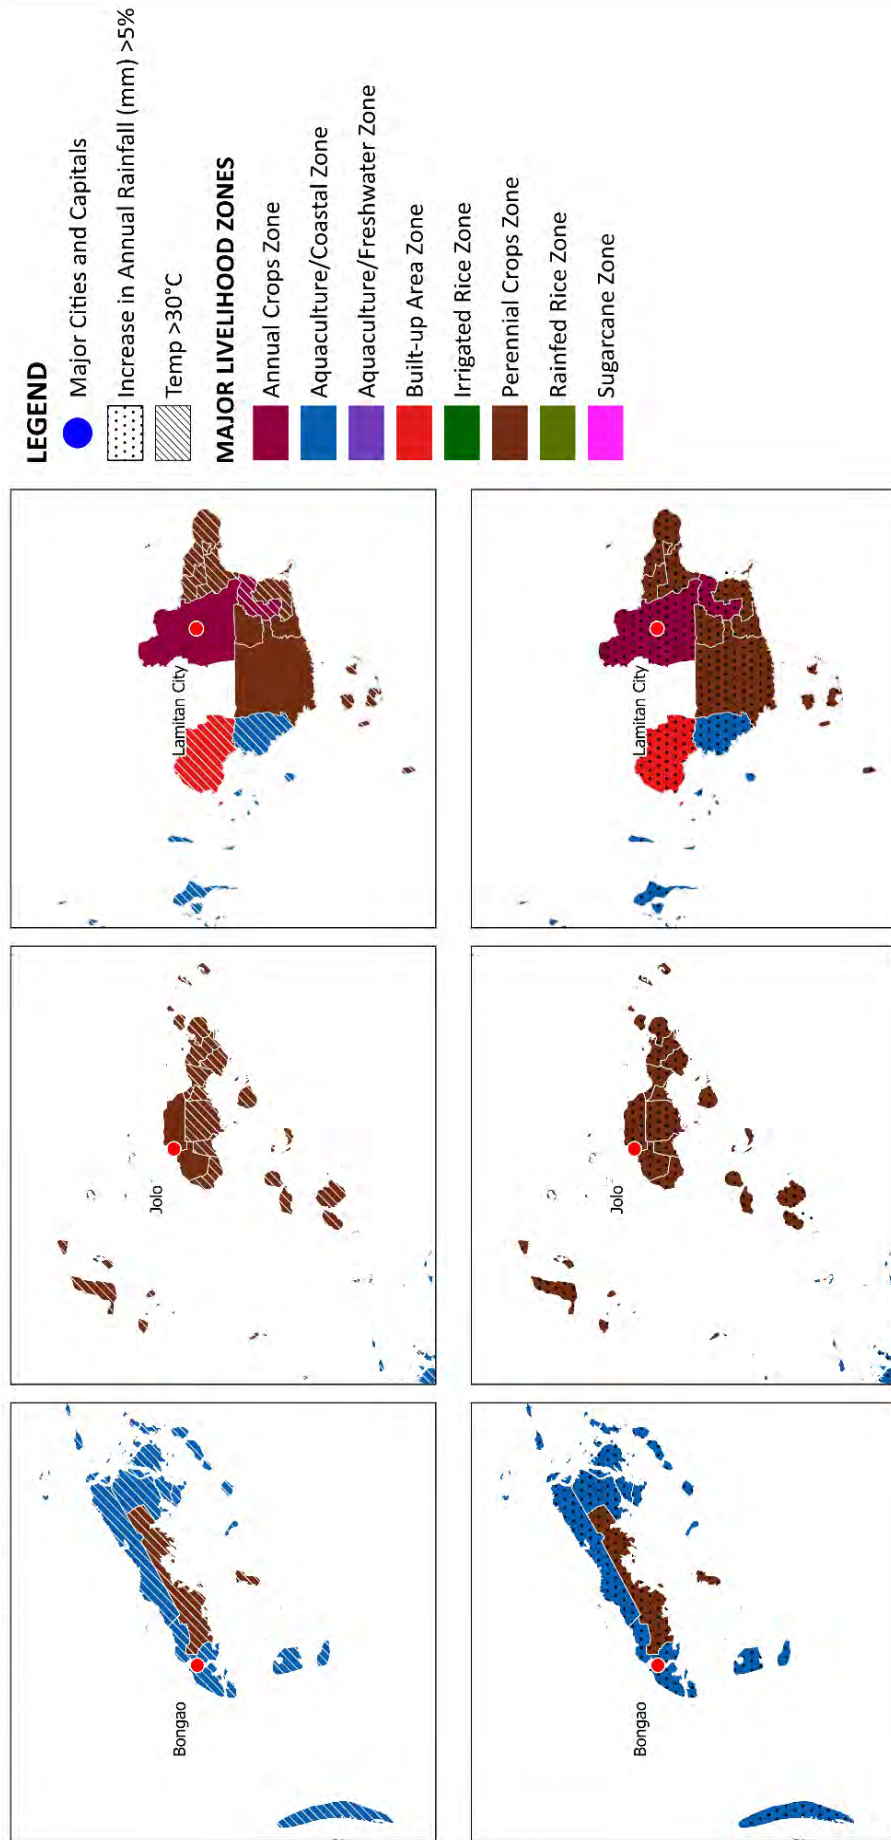 LEGEND
Major Cities and Capitals
Increase in Annual Rainfall (mm) >5%
Temp >30°C
MAJOR LIVELIHOOD ZONES
Annual Crops Zone
Aquaculture/Coastal Zone
Aquaculture/Freshwater Zone
Built-up Area Zone
Irrigated Rice Zone
Perennial Crops Zone
Rainfed Rice Zone
Sugarcane Zone
Bongao
Jolo
Lamitan City
Bongao
Jolo
Lamitan City